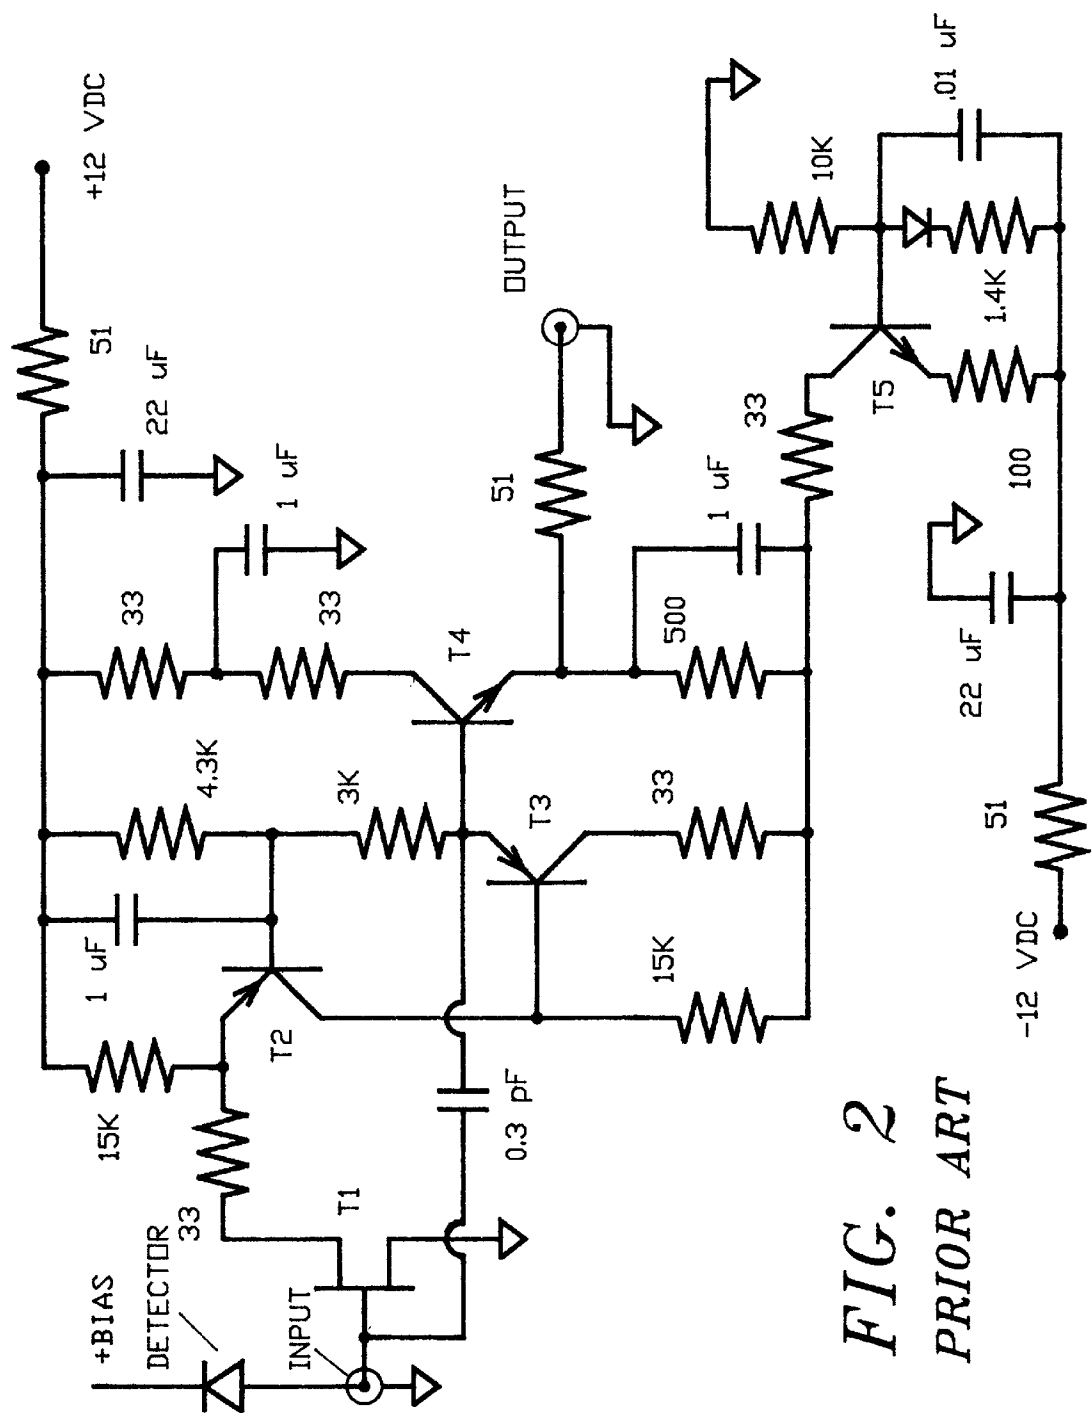 +12 VDC
51
22 uF
1 uF
33
33
4.3K
3K
1 uF
15K
33
T2
T4
T3
OUTPUT
51
500
1 uF
33
15K
33
T5
10K
.01 uF
1.4K
100
22 uF
51
-12 VDC
+BIAS
DETECTOR
INPUT
T1
0.3 pF
FIG. 2
PRIOR ART